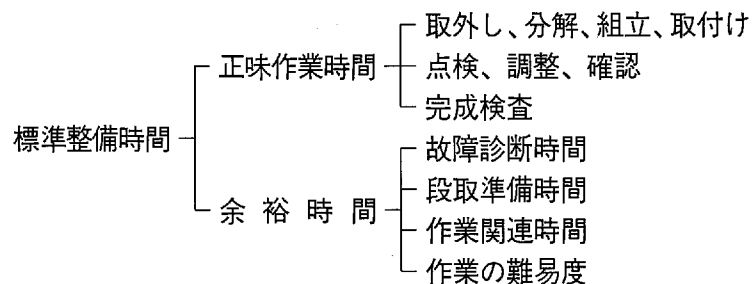 取外し、分解、組立、取付け
正味作業時間
点検、調整、確認
完成検査
標準整備時間
故障診断時間
段取準備時間
余裕時間
作業関連時間
作業の難易度